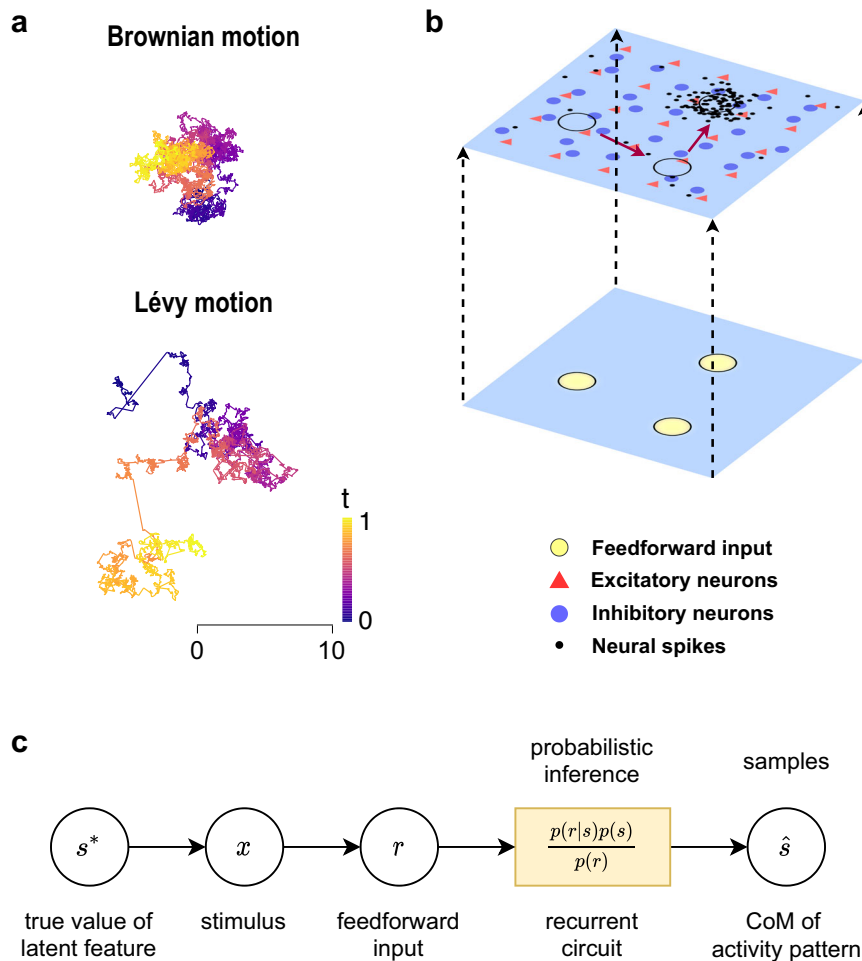 a
Brownian motion
Lévy motion
t
1
0
0
10
b
Feedforward input
Excitatory neurons
Inhibitory neurons
Neural spikes
c
probabilistic
inference
samples
s*
x
r
p(r|s)p(s)
p(r)
ŝ
true value of
latent feature
stimulus
feedforward
input
recurrent
circuit
CoM of
activity pattern